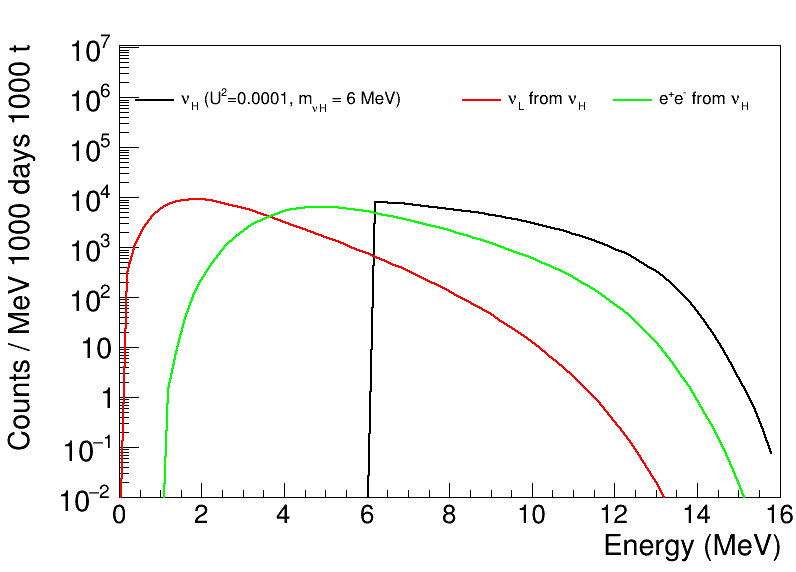 Counts / MeV 1000 days 1000 t
10⁷
10⁶
10⁵
10⁴
10³
10²
10
1
10⁻¹
10⁻²
ν_H (U²=0.0001, m_νH = 6 MeV)
ν_L from ν_H
e⁺e⁻ from ν_H
0 2 4 6 8 10 12 14 16
Energy (MeV)